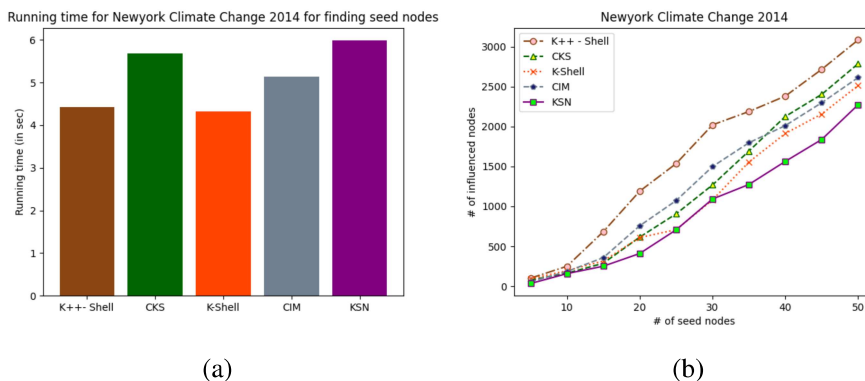 Running time for Newyork Climate Change 2014 for finding seed nodes
Running time (in sec)
6
5
4
3
2
1
0
K++- Shell
CKS
K-Shell
CIM
KSN
(a)
Newyork Climate Change 2014
# of influenced nodes
3000
2500
2000
1500
1000
500
0
K++ - Shell
CKS
K-Shell
CIM
KSN
10
20
30
40
50
# of seed nodes
(b)